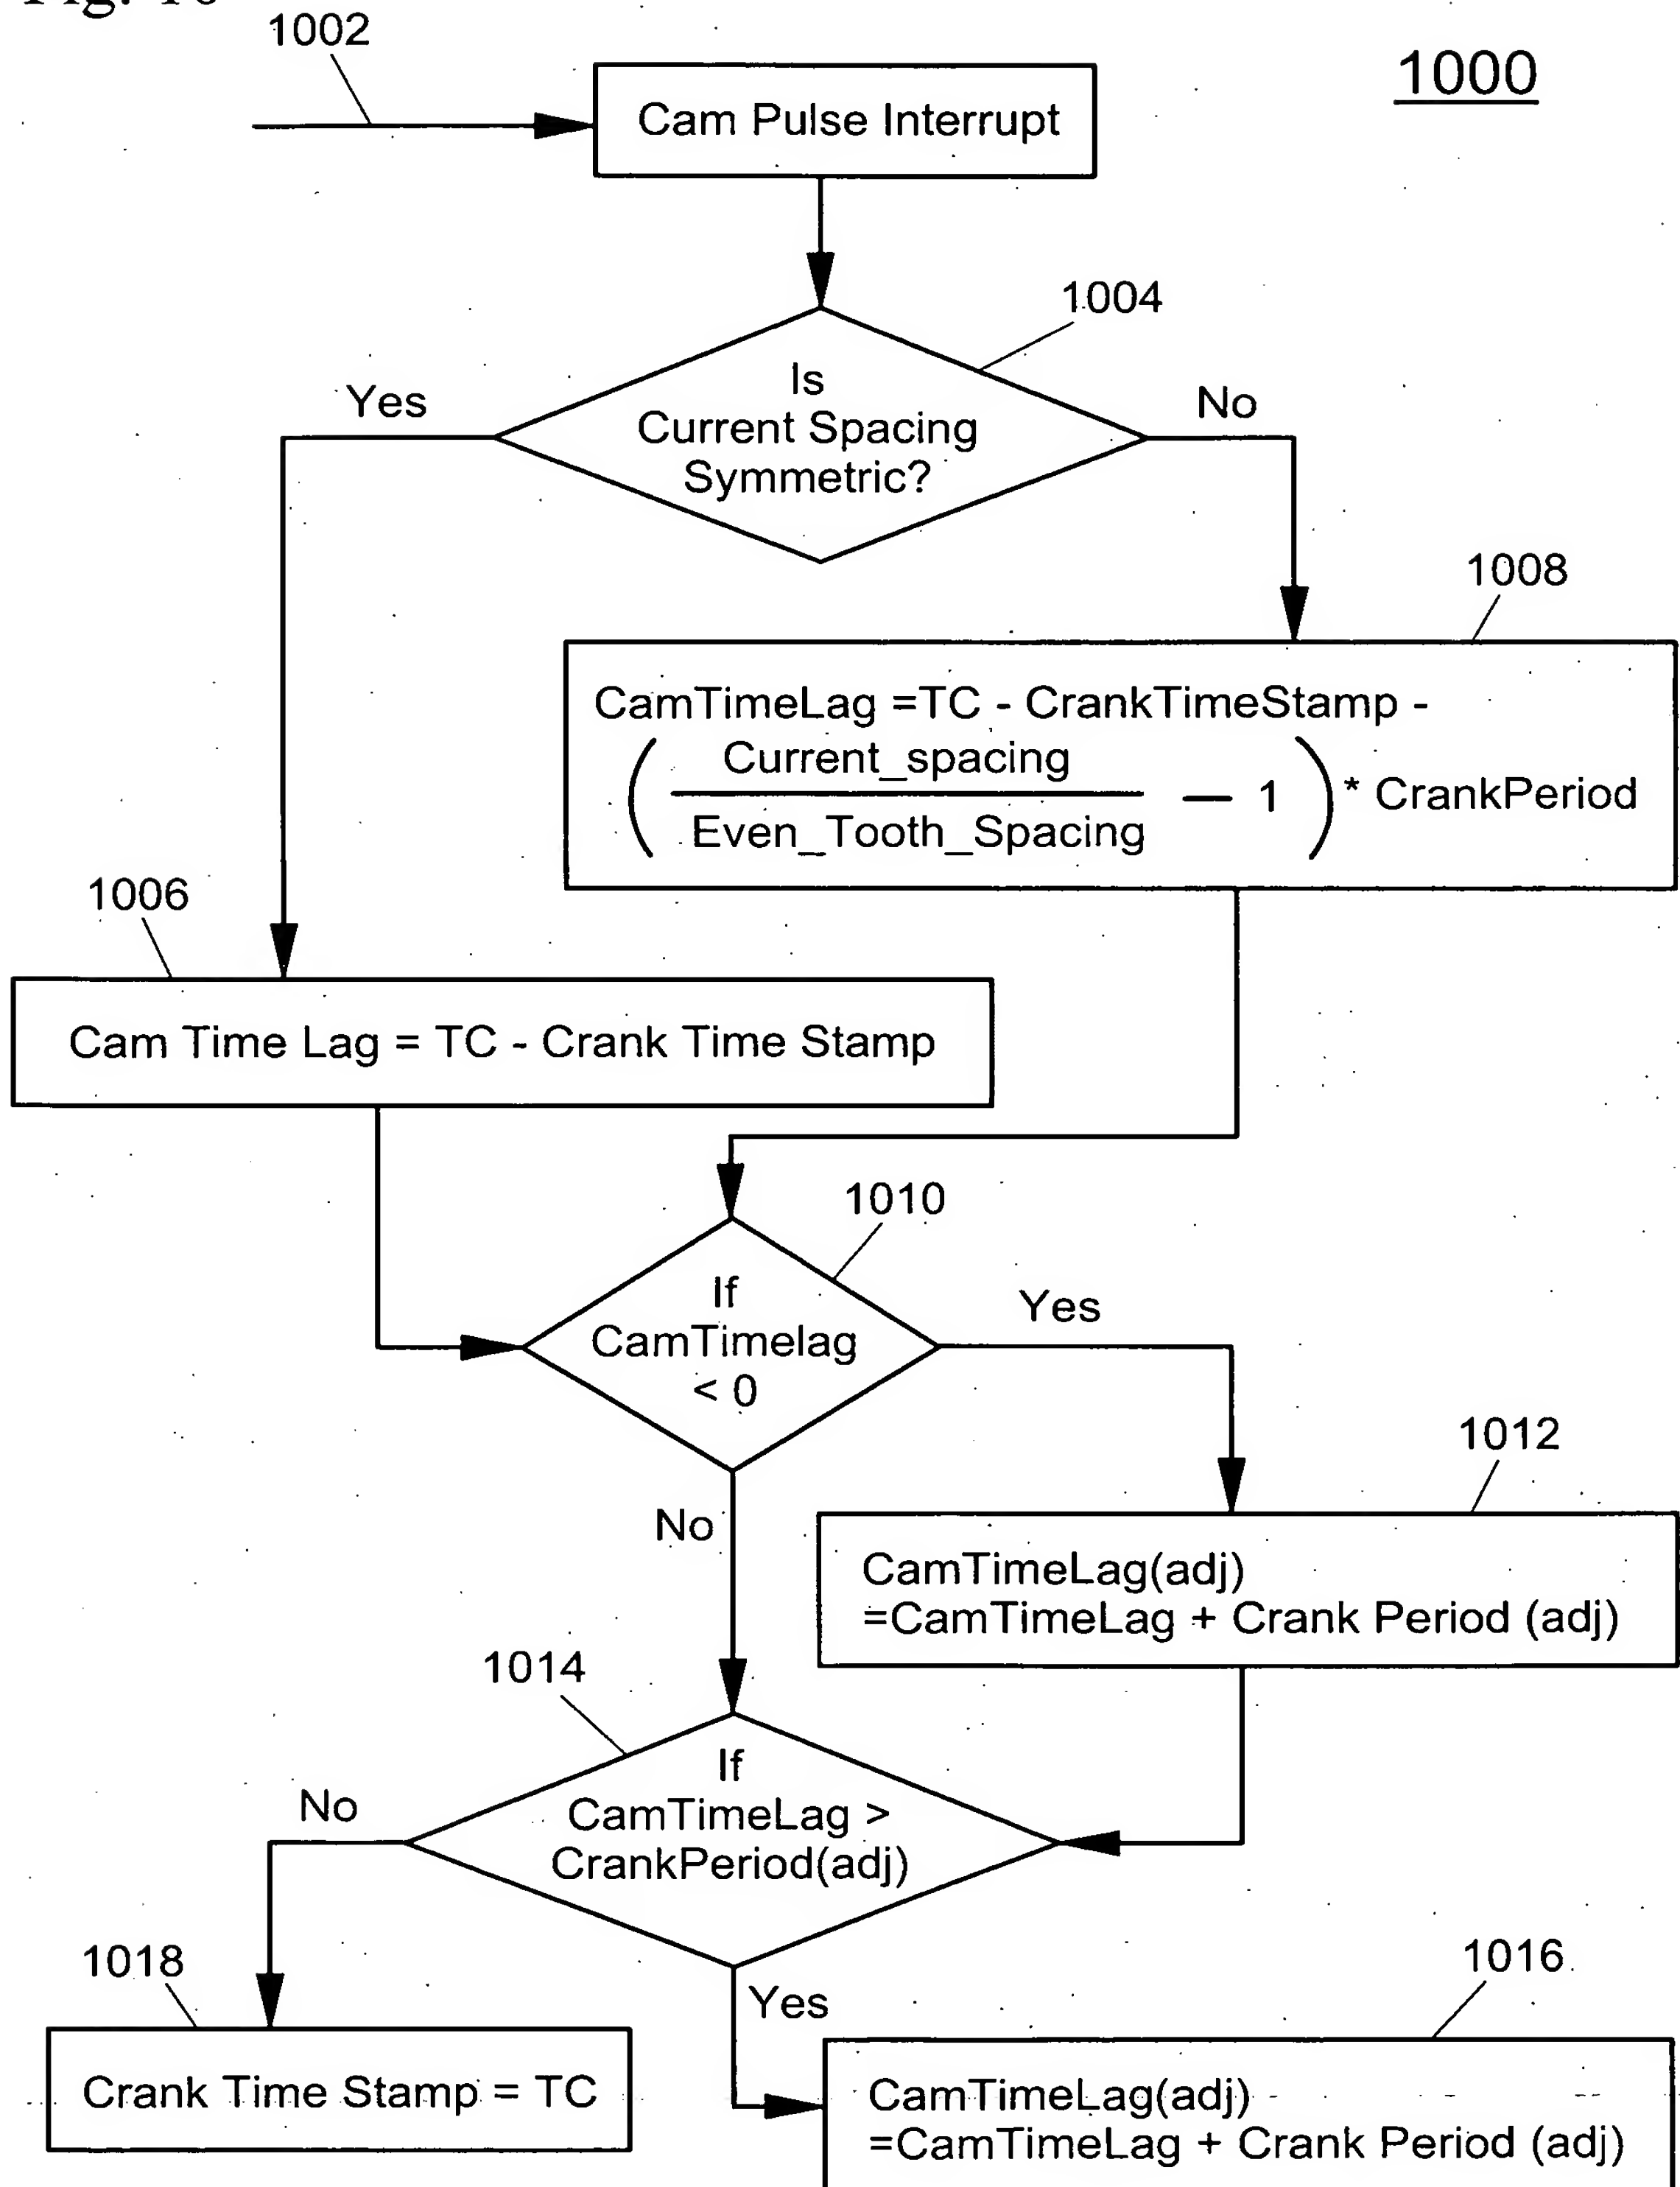 Fig. 10
1002
1000
Cam Pulse Interrupt
1004
Is
Current Spacing
Symmetric?
Yes
No
1008
CamTimeLag =TC - CrankTimeStamp -
( Current_spacing / Even_Tooth_Spacing — 1 ) * CrankPeriod
1006
Cam Time Lag = TC - Crank Time Stamp
1010
If
CamTimelag
< 0
Yes
No
1012
CamTimeLag(adj)
=CamTimeLag + Crank Period (adj)
1014
If
CamTimeLag >
CrankPeriod(adj)
No
Yes
1018
Crank Time Stamp = TC
1016
CamTimeLag(adj)
=CamTimeLag + Crank Period (adj)